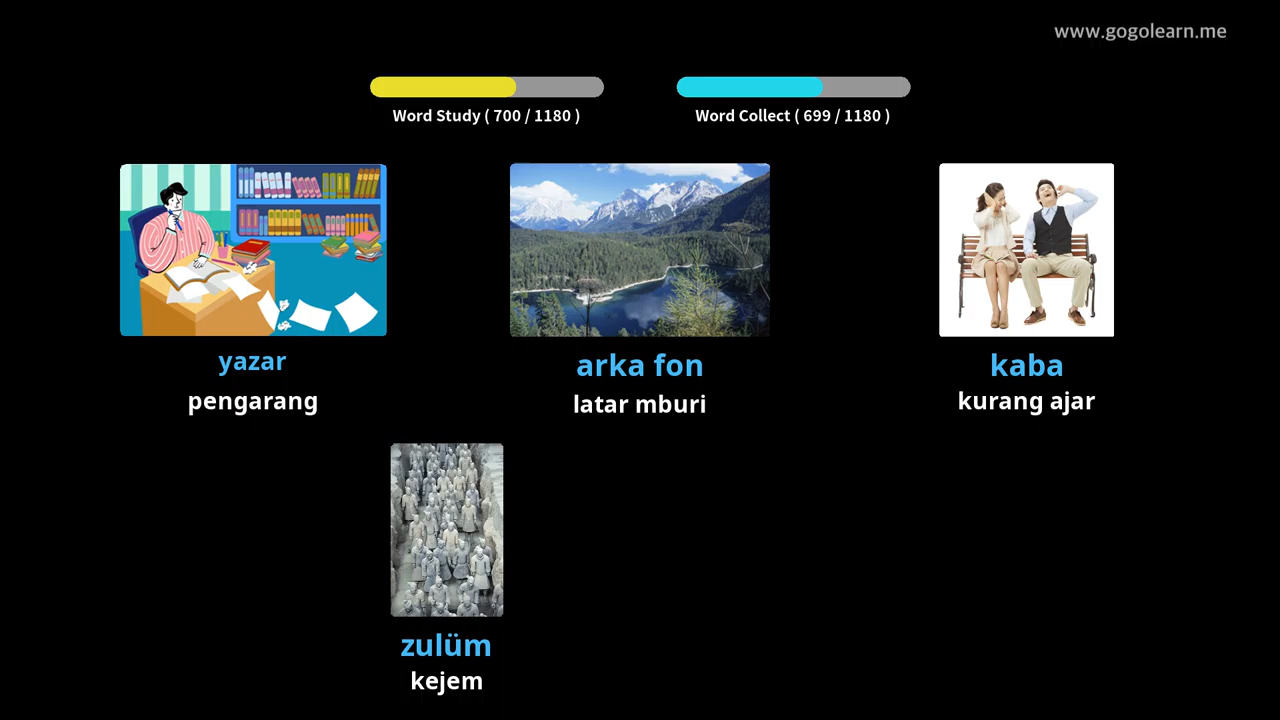 www.gogolearn.me
Word Study ( 700 / 1180 )
Word Collect ( 699 / 1180 )
yazar
pengarang
arka fon
latar mburi
kaba
kurang ajar
zulüm
kejem